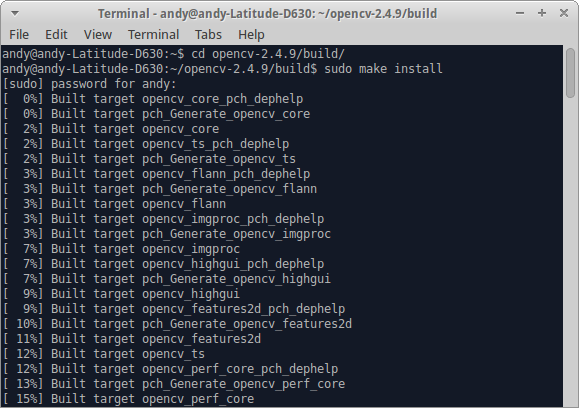 Terminal - andy@andy-Latitude-D630: ~/opencv-2.4.9/build
File Edit View Terminal Tabs Help
andy@andy-Latitude-D630:~$ cd opencv-2.4.9/build/
andy@andy-Latitude-D630:~/opencv-2.4.9/build$ sudo make install
[sudo] password for andy:
[  0%] Built target opencv_core_pch_dephelp
[  0%] Built target pch_Generate_opencv_core
[  2%] Built target opencv_core
[  2%] Built target opencv_ts_pch_dephelp
[  2%] Built target pch_Generate_opencv_ts
[  3%] Built target opencv_flann_pch_dephelp
[  3%] Built target pch_Generate_opencv_flann
[  3%] Built target opencv_flann
[  3%] Built target opencv_imgproc_pch_dephelp
[  3%] Built target pch_Generate_opencv_imgproc
[  7%] Built target opencv_imgproc
[  7%] Built target opencv_highgui_pch_dephelp
[  7%] Built target pch_Generate_opencv_highgui
[  9%] Built target opencv_highgui
[  9%] Built target opencv_features2d_pch_dephelp
[ 10%] Built target pch_Generate_opencv_features2d
[ 11%] Built target opencv_features2d
[ 12%] Built target opencv_ts
[ 12%] Built target opencv_perf_core_pch_dephelp
[ 13%] Built target pch_Generate_opencv_perf_core
[ 15%] Built target opencv_perf_core